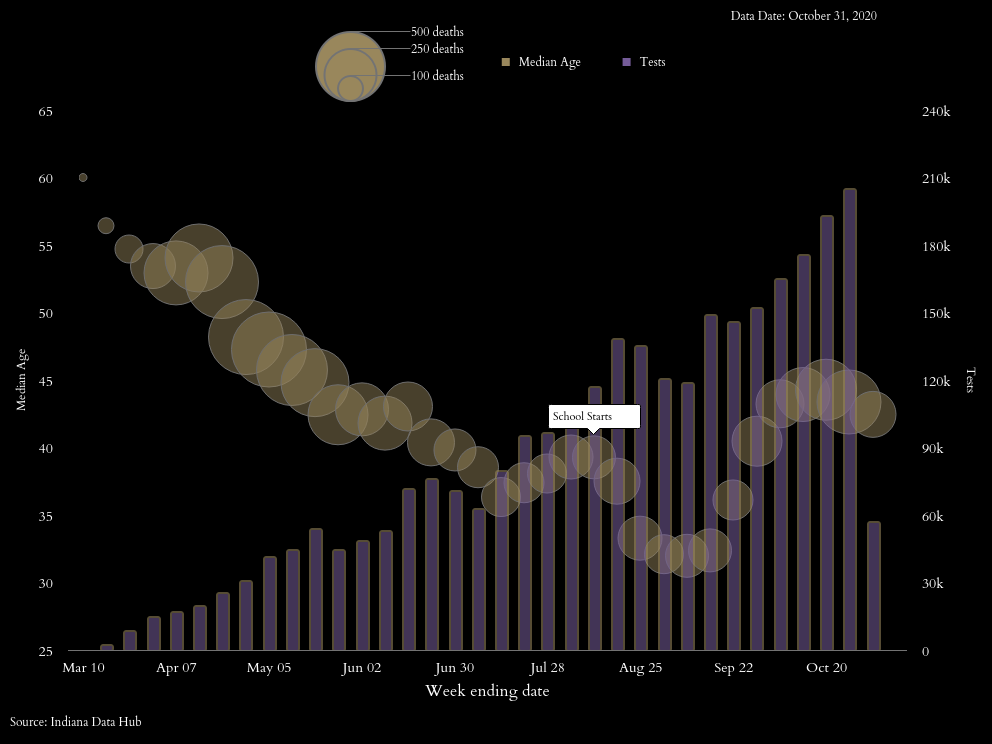 Data Date: October 31, 2020
500 deaths
250 deaths
100 deaths
Median Age
Tests
65
60
55
50
45
40
35
30
25
Median Age
240k
210k
180k
150k
120k
90k
60k
30k
0
Tests
School Starts
Mar 10 Apr 07 May 05 Jun 02 Jun 30 Jul 28 Aug 25 Sep 22 Oct 20
Week ending date
Source: Indiana Data Hub